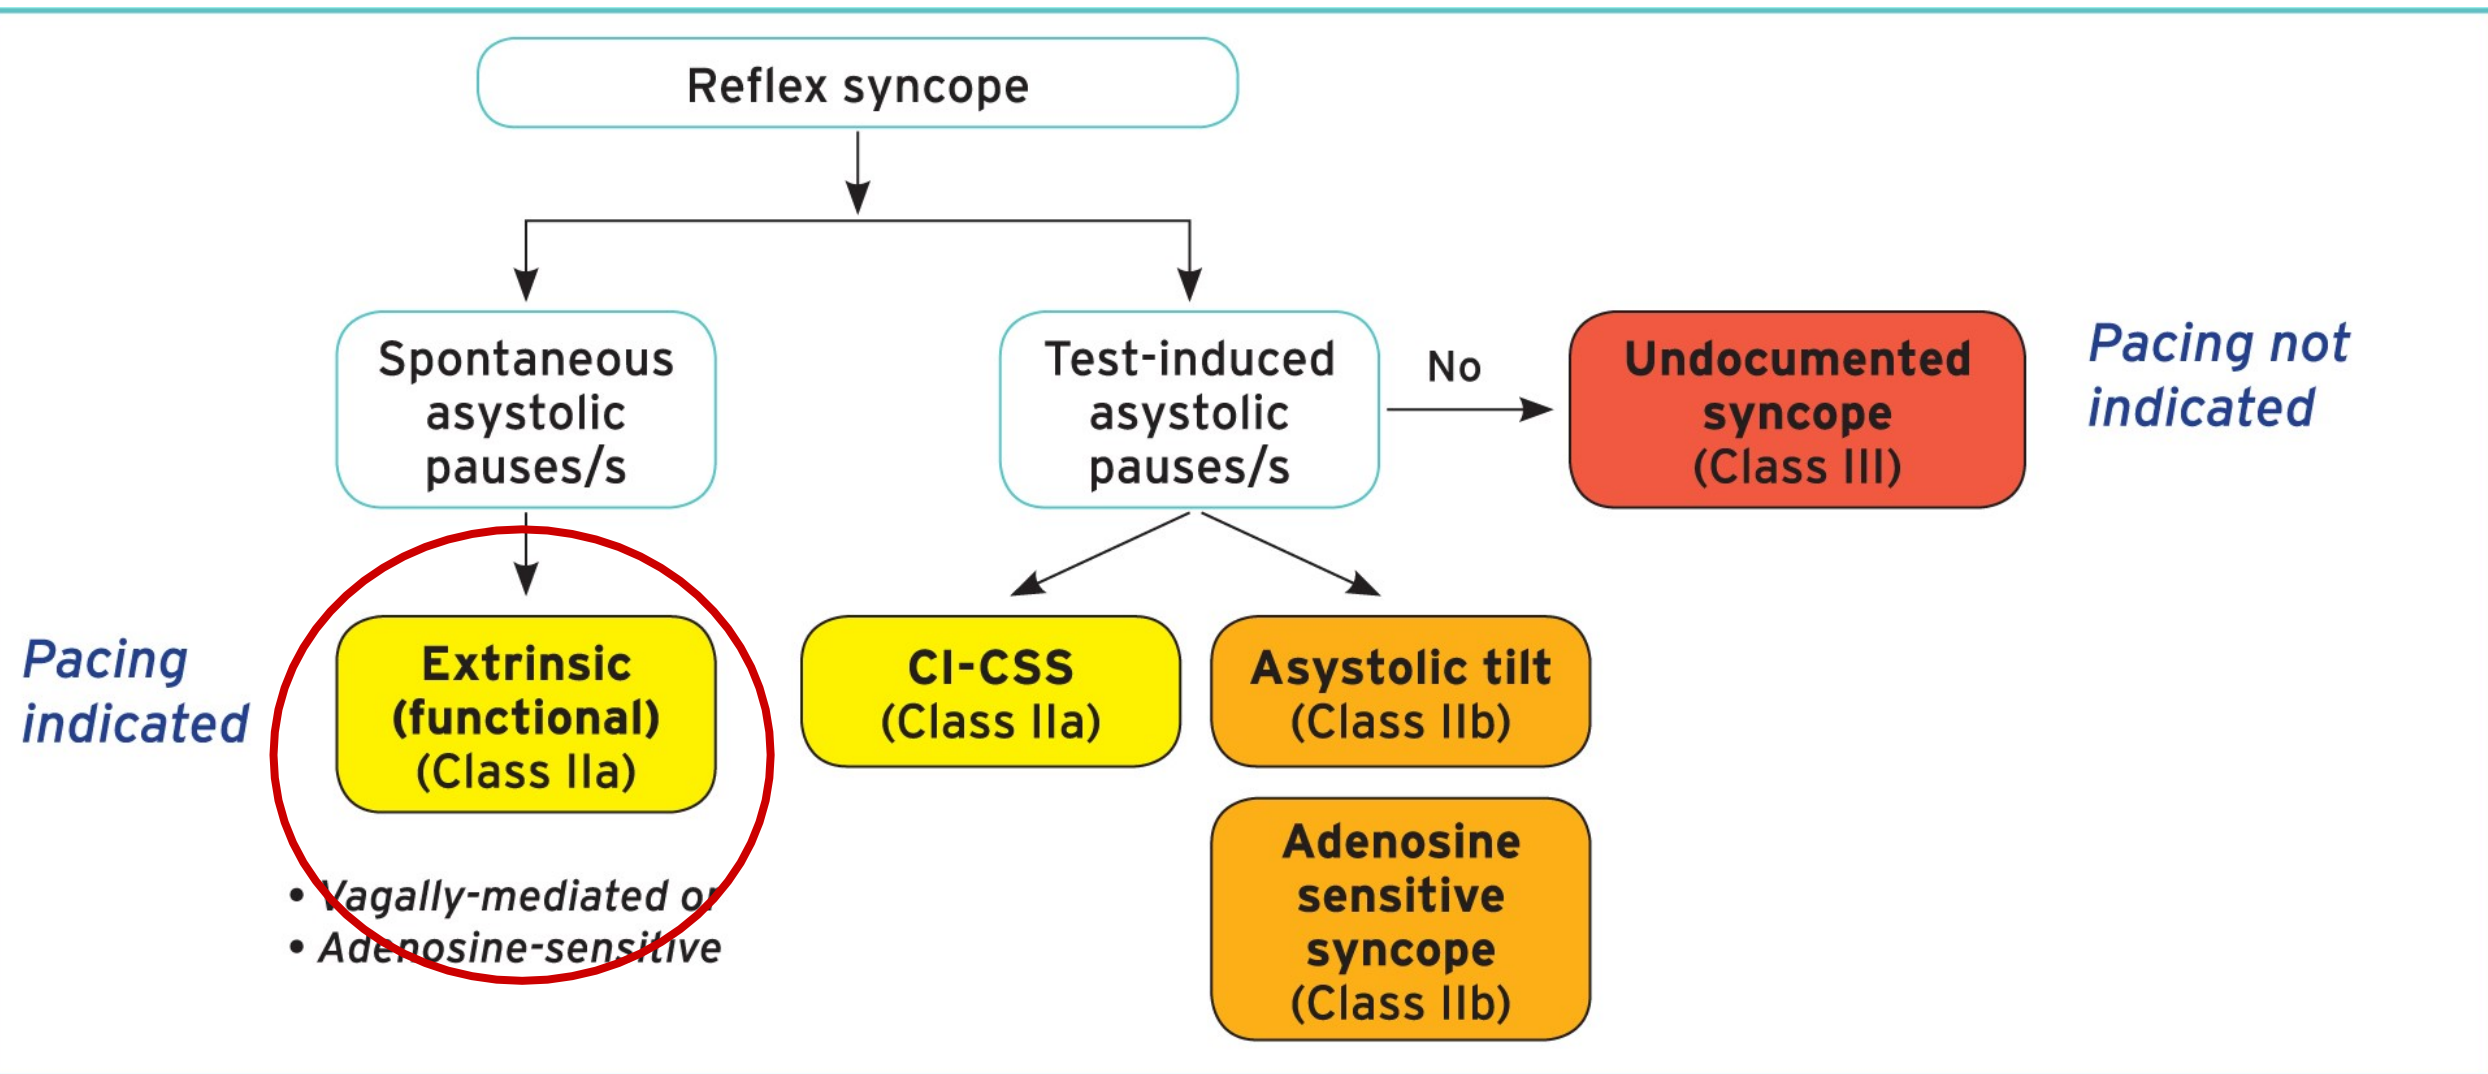 Reflex syncope
Spontaneous
asystolic
pauses/s
Test-induced
asystolic
pauses/s
No
Undocumented
syncope
(Class III)
Pacing not
indicated
Pacing
indicated
Extrinsic
(functional)
(Class IIa)
• Vagally-mediated or
• Adenosine-sensitive
CI-CSS
(Class IIa)
Asystolic tilt
(Class IIb)
Adenosine
sensitive
syncope
(Class IIb)